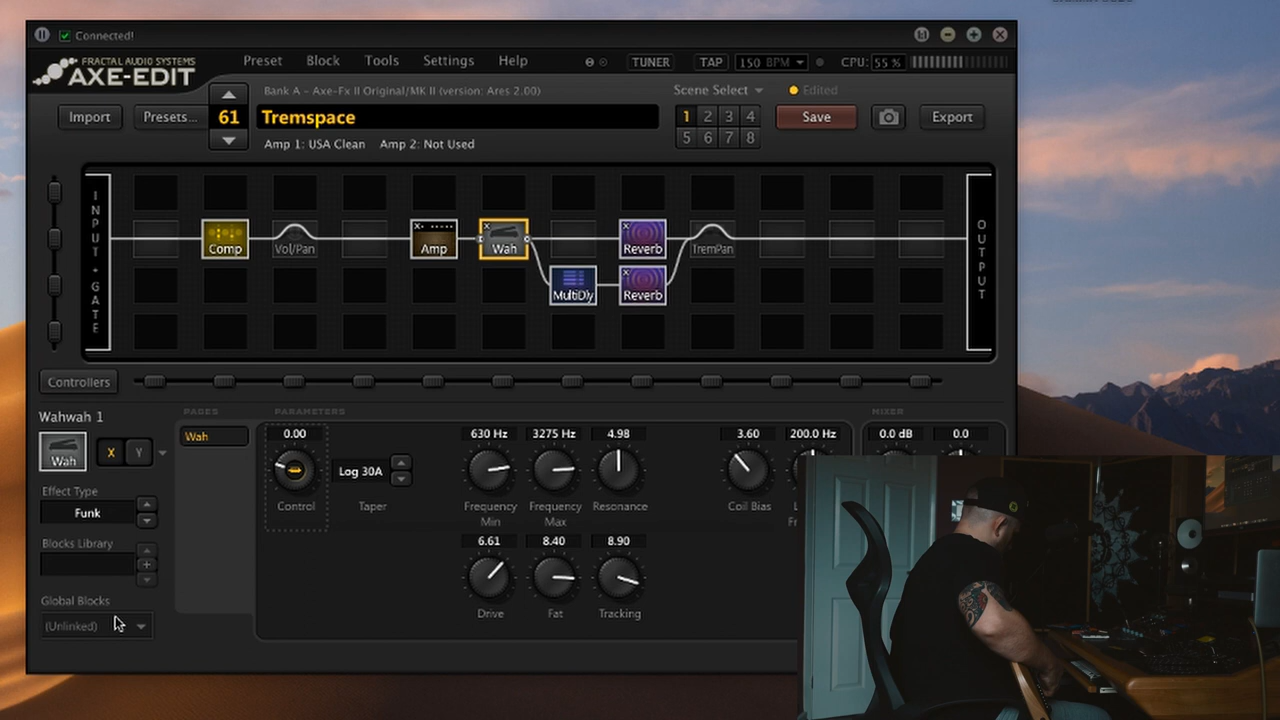 Connected!
FRACTAL AUDIO SYSTEMS
AXE-EDIT
Preset Block Tools Settings Help
TUNER TAP 150 BPM CPU: 55 %
Bank A – Axe-Fx II Original/MK II (version: Ares 2.00)
Scene Select Edited
Import Presets... 61 Tremspace
1 2 3 4
Save Export
5 6 7 8
Amp 1: USA Clean Amp 2: Not Used
INPUT • GATE
OUTPUT
Comp Vol/Pan Amp Wah Reverb TremPan
MultiDly Reverb
Controllers
Wahwah 1
PAGES PARAMETERS MIXER
Wah
0.00 630 Hz 3275 Hz 4.98 3.60 200.0 Hz 0.0 dB 0.0
Wah X Y
Log 30A
Control Taper Frequency Min Frequency Max Resonance Coil Bias
Effect Type
Funk
Blocks Library
6.61 8.40 8.90
Drive Fat Tracking
Global Blocks
(Unlinked)